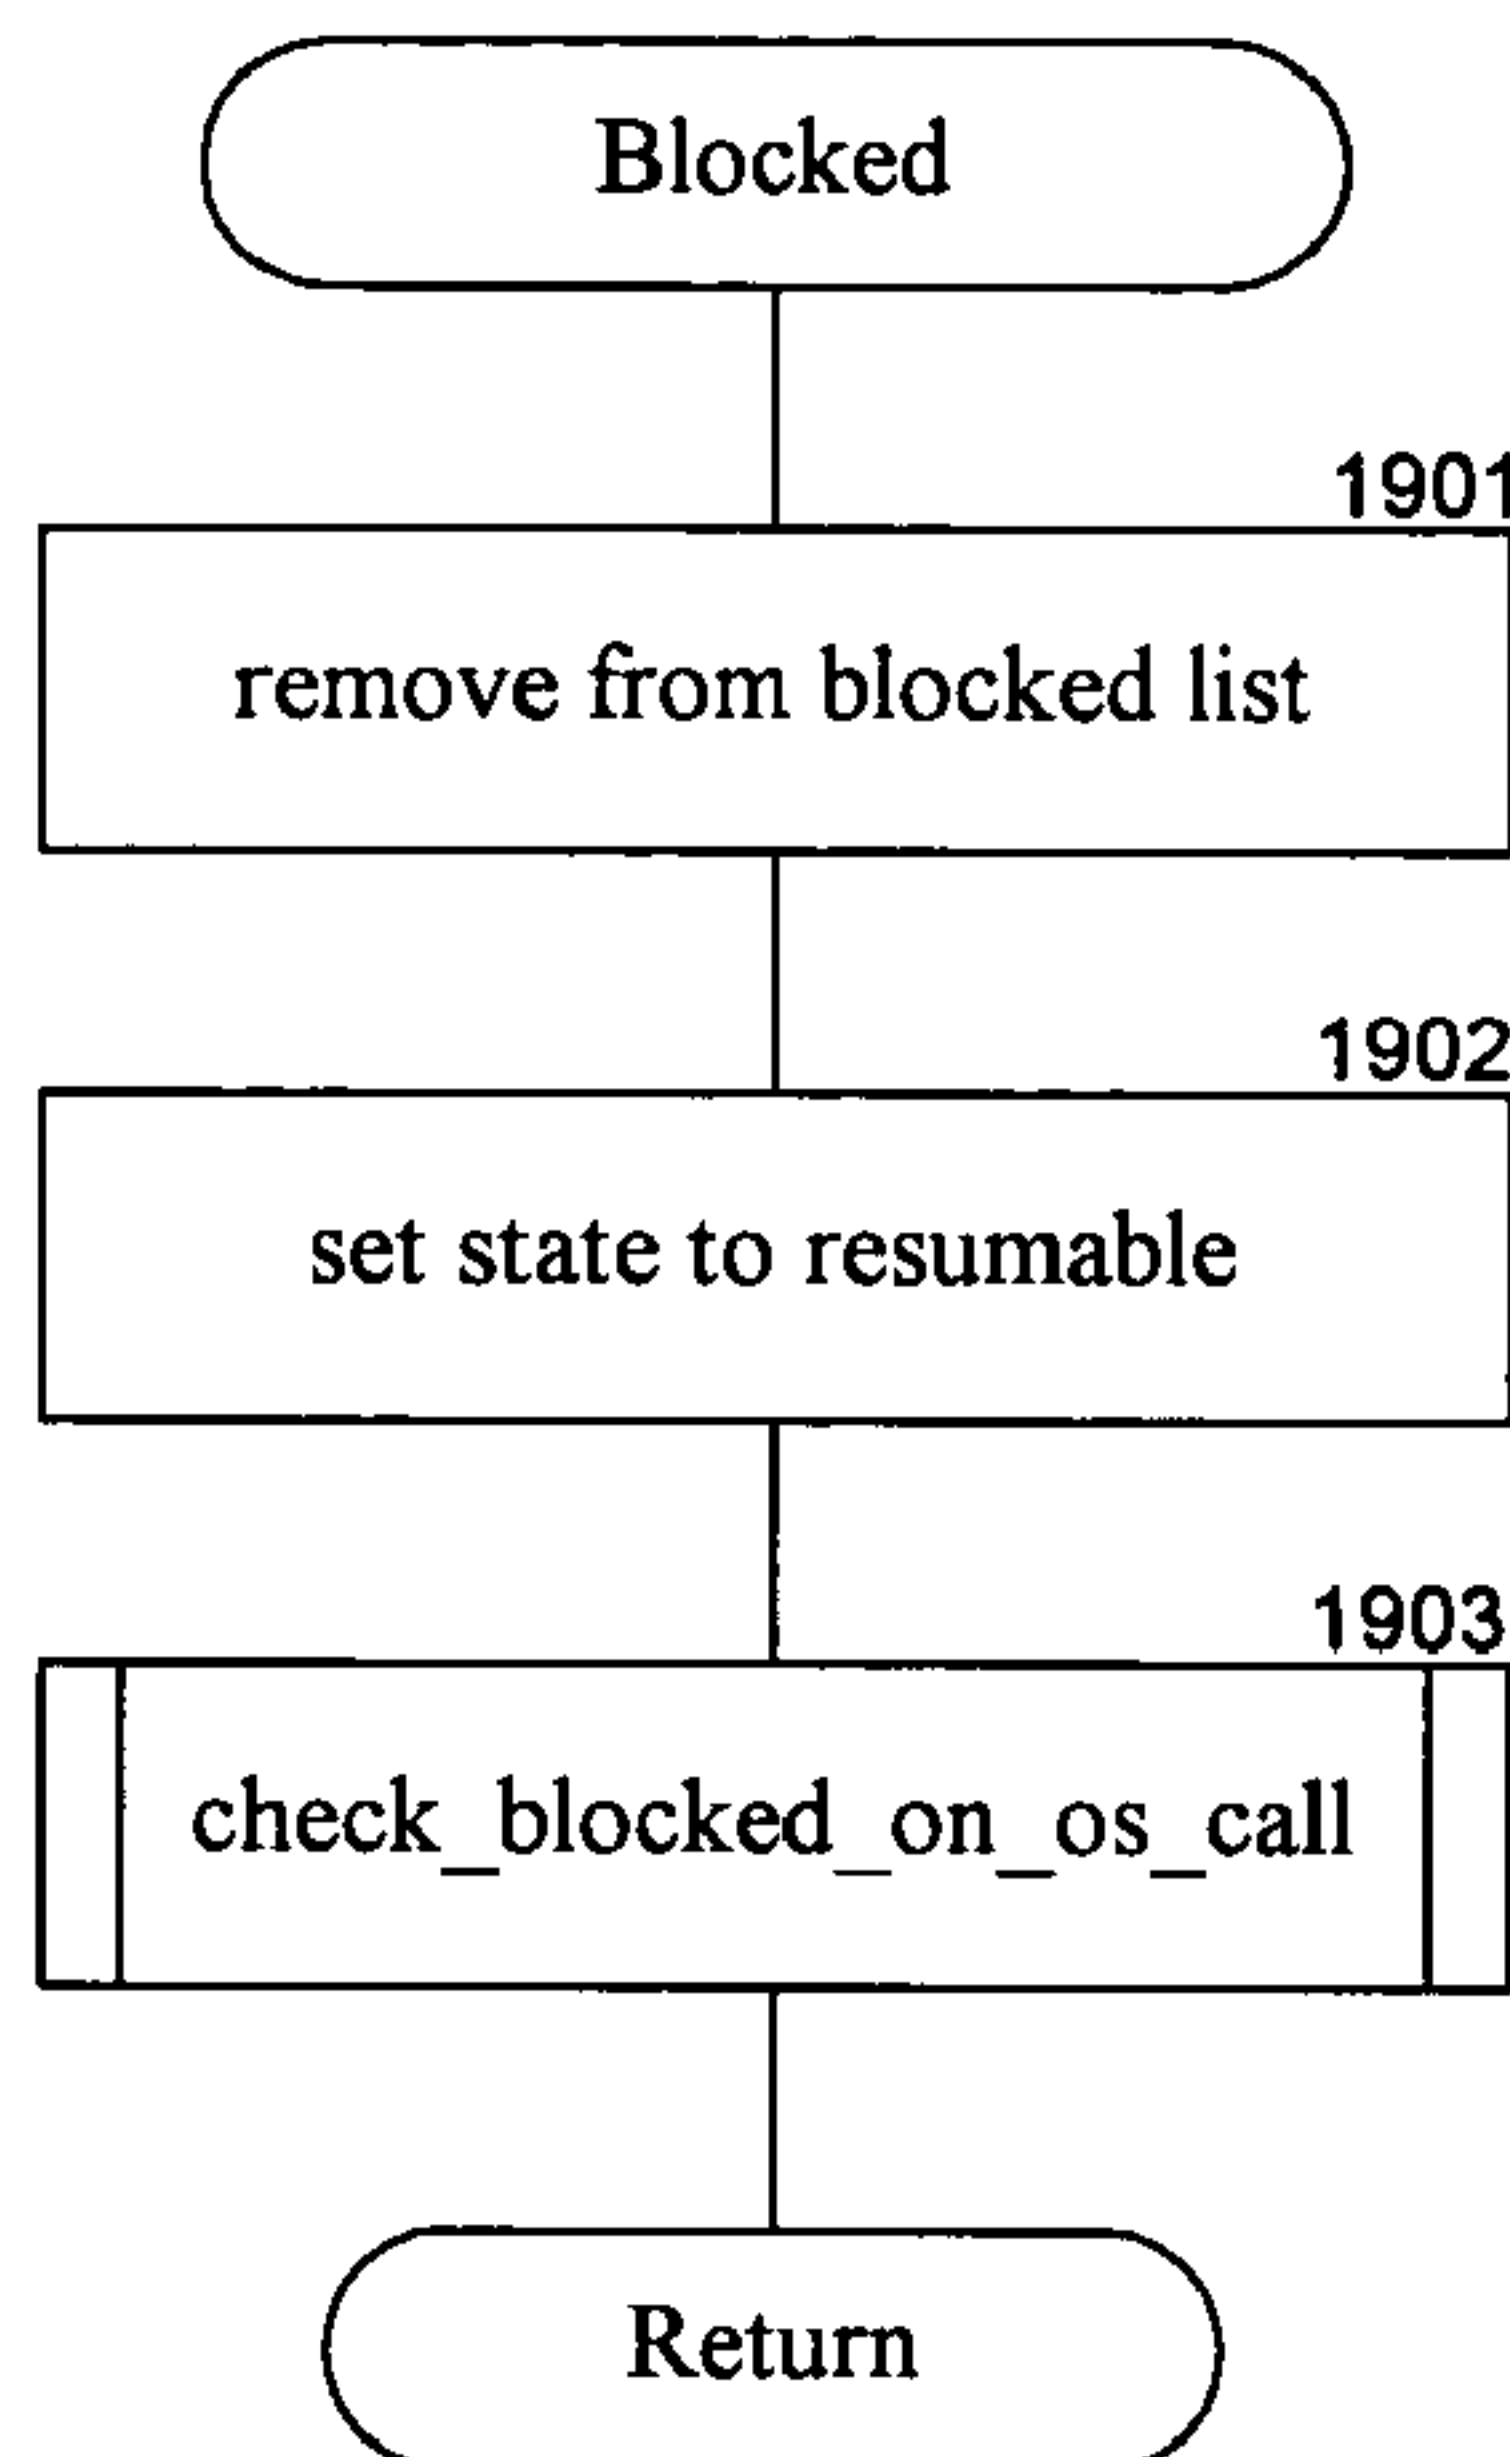 Blocked
1901
remove from blocked list
1902
set state to resumable
1903
check_blocked_on_os_call
Return